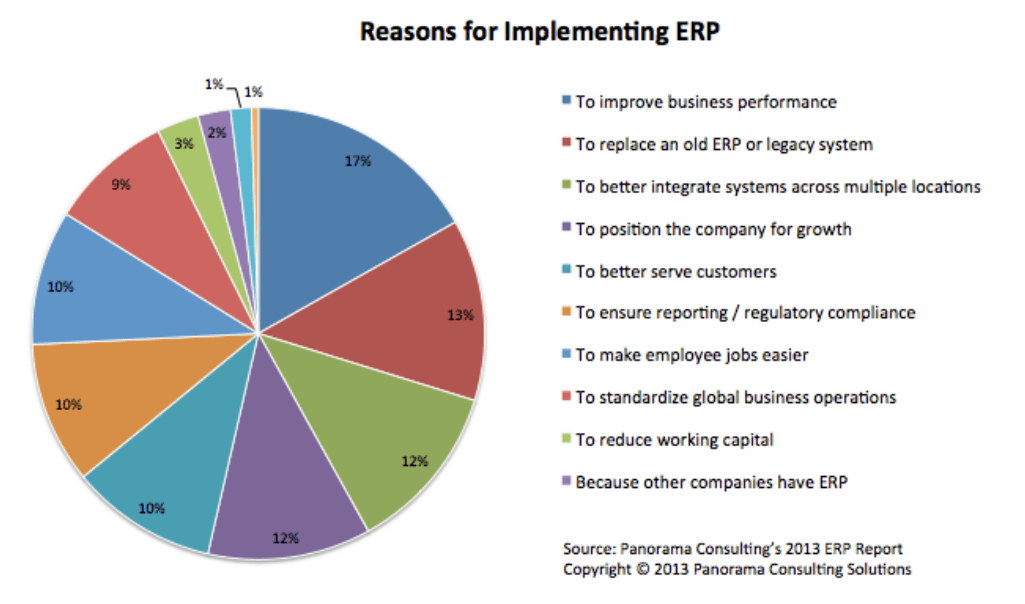 Reasons for Implementing ERP
1%
1%
2%
3%
17%
9%
10%
13%
10%
12%
10%
12%
To improve business performance
To replace an old ERP or legacy system
To better integrate systems across multiple locations
To position the company for growth
To better serve customers
To ensure reporting / regulatory compliance
To make employee jobs easier
To standardize global business operations
To reduce working capital
Because other companies have ERP
Source: Panorama Consulting's 2013 ERP Report
Copyright © 2013 Panorama Consulting Solutions